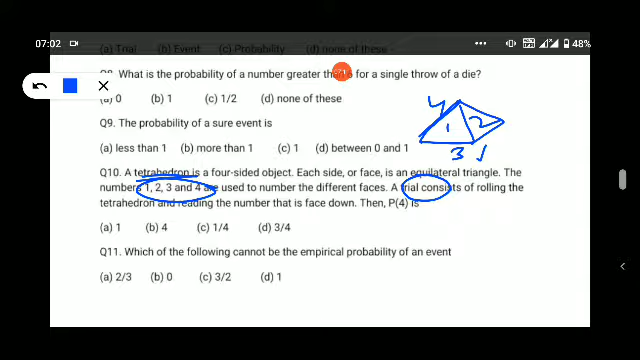 07:02 48%
(a) Trial (b) Event (c) Probability (d) none of these
Q8. What is the probability of a number greater than for a single throw of a die?
(a) 0 (b) 1 (c) 1/2 (d) none of these
Q9. The probability of a sure event is
(a) less than 1 (b) more than 1 (c) 1 (d) between 0 and 1
Q10. A tetrahedron is a four-sided object. Each side, or face, is an equilateral triangle. The
numbers 1, 2, 3 and 4 are used to number the different faces. A trial consists of rolling the
tetrahedron and reading the number that is face down. Then, P(4) is
(a) 1 (b) 4 (c) 1/4 (d) 3/4
Q11. Which of the following cannot be the empirical probability of an event
(a) 2/3 (b) 0 (c) 3/2 (d) 1
4
1 2
3